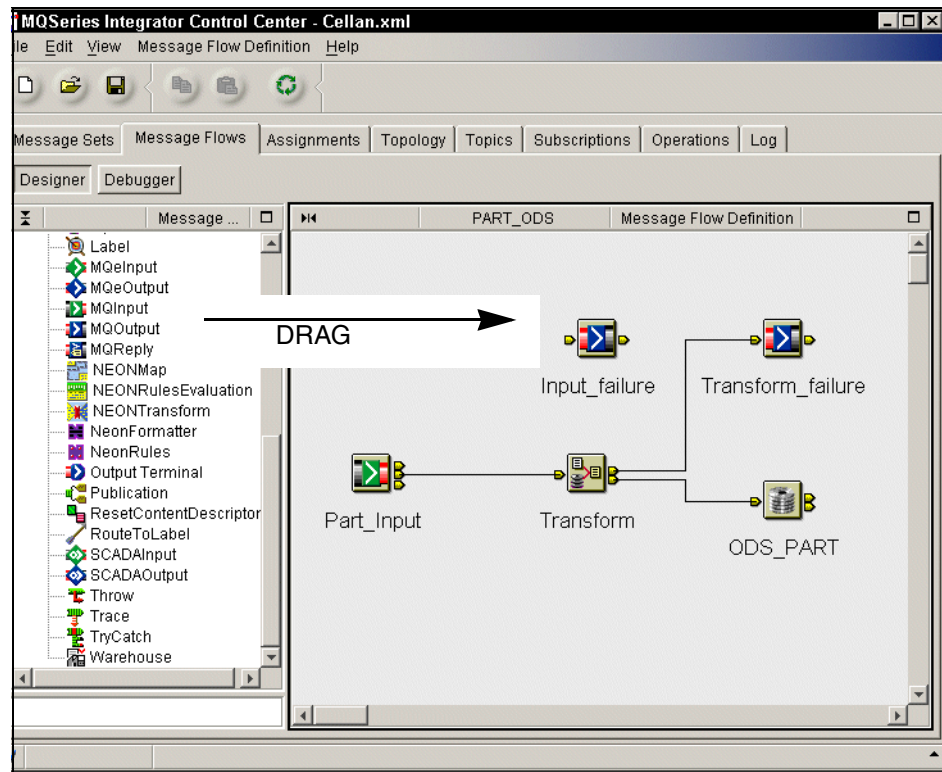 MQSeries Integrator Control Center - Cellan.xml
ile Edit View Message Flow Definition Help
Message Sets Message Flows Assignments Topology Topics Subscriptions Operations Log
Designer Debugger
Message ...
PART_ODS Message Flow Definition
Label
MQeInput
MQeOutput
MQInput
MQOutput
MQReply
NEONMap
NEONRulesEvaluation
NEONTransform
NeonFormatter
NeonRules
Output Terminal
Publication
ResetContentDescriptor
RouteToLabel
SCADAInput
SCADAOutput
Throw
Trace
TryCatch
Warehouse
DRAG
Input_failure Transform_failure
Part_Input Transform
ODS_PART